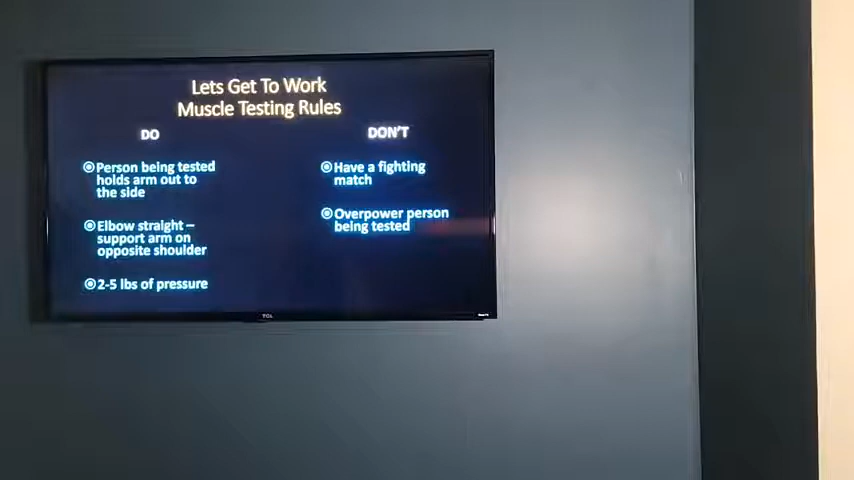 Lets Get To Work
Muscle Testing Rules
DO
Person being tested
holds arm out to
the side
Elbow straight –
support arm on
opposite shoulder
2-5 lbs of pressure
DON'T
Have a fighting
match
Overpower person
being tested
TCL